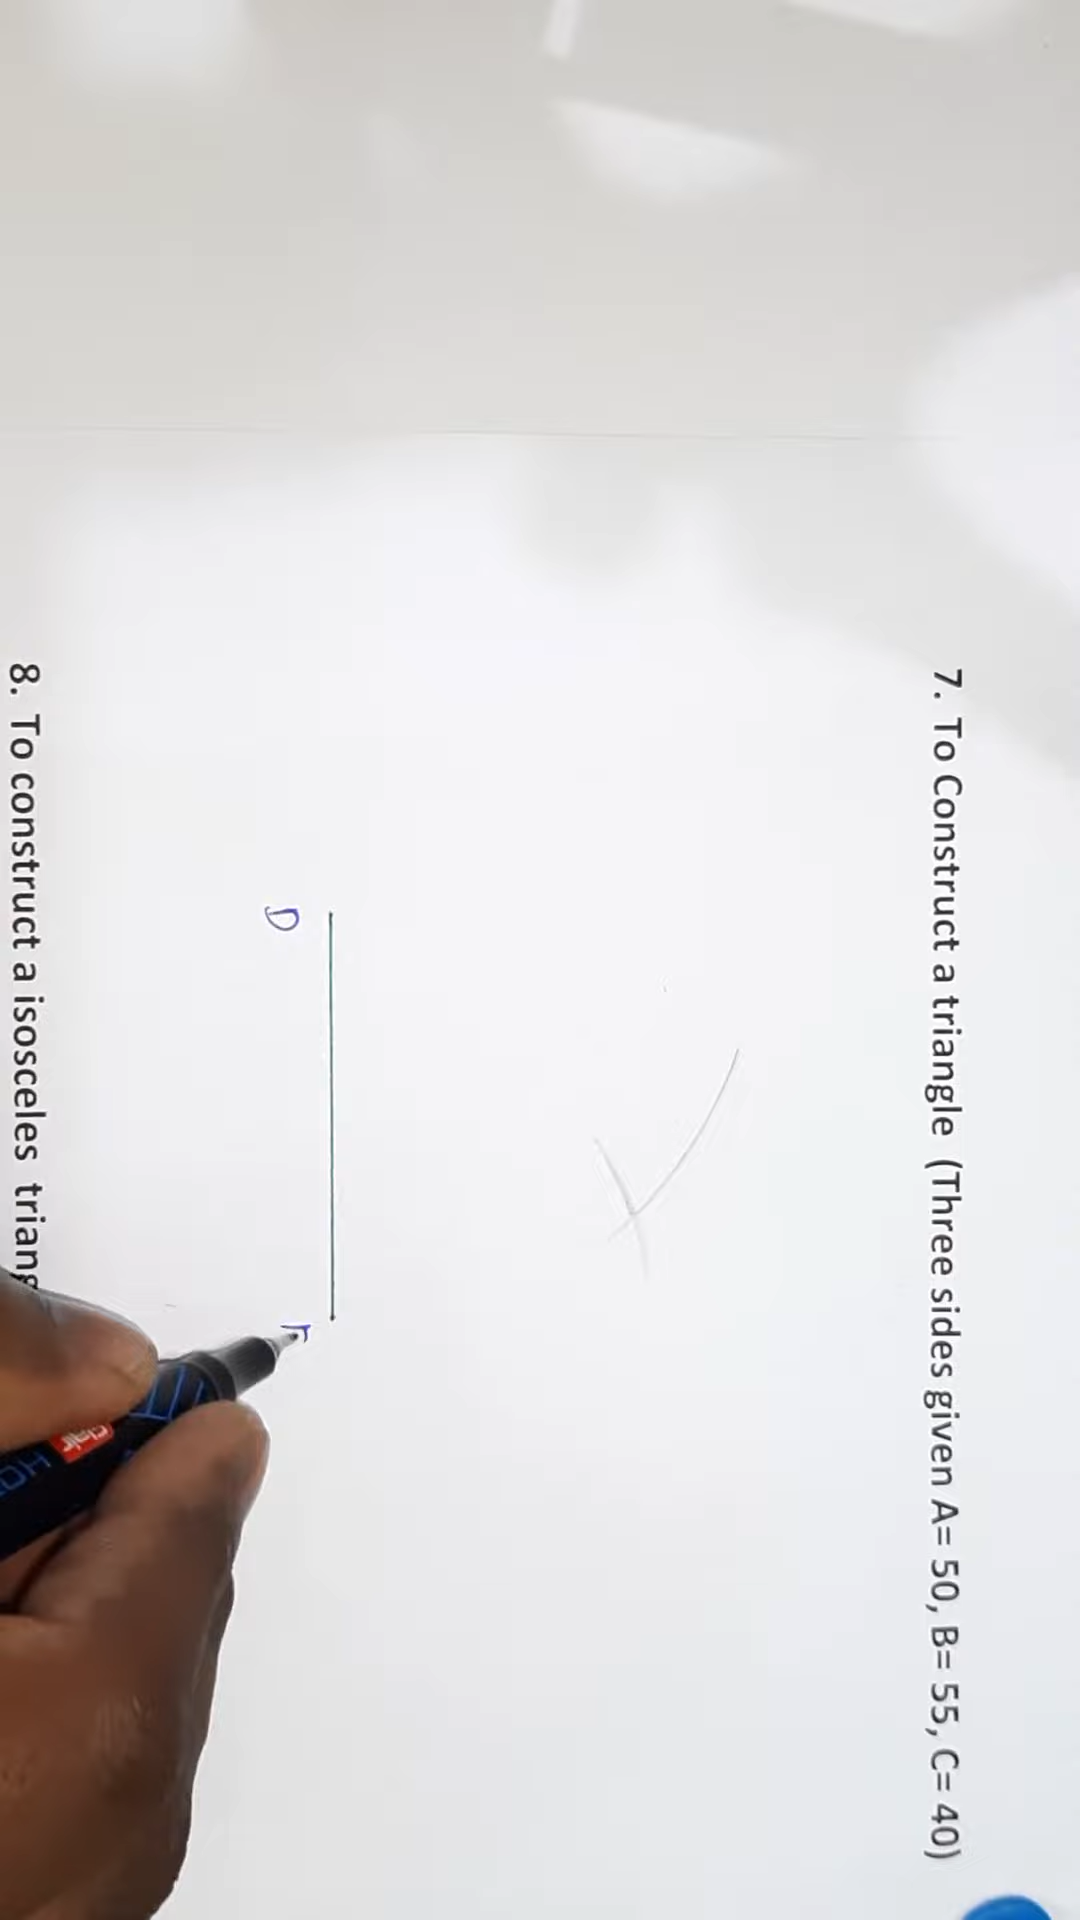 7. To Construct a triangle (Three sides given A= 50, B= 55, C= 40)
D
8. To construct a isosceles